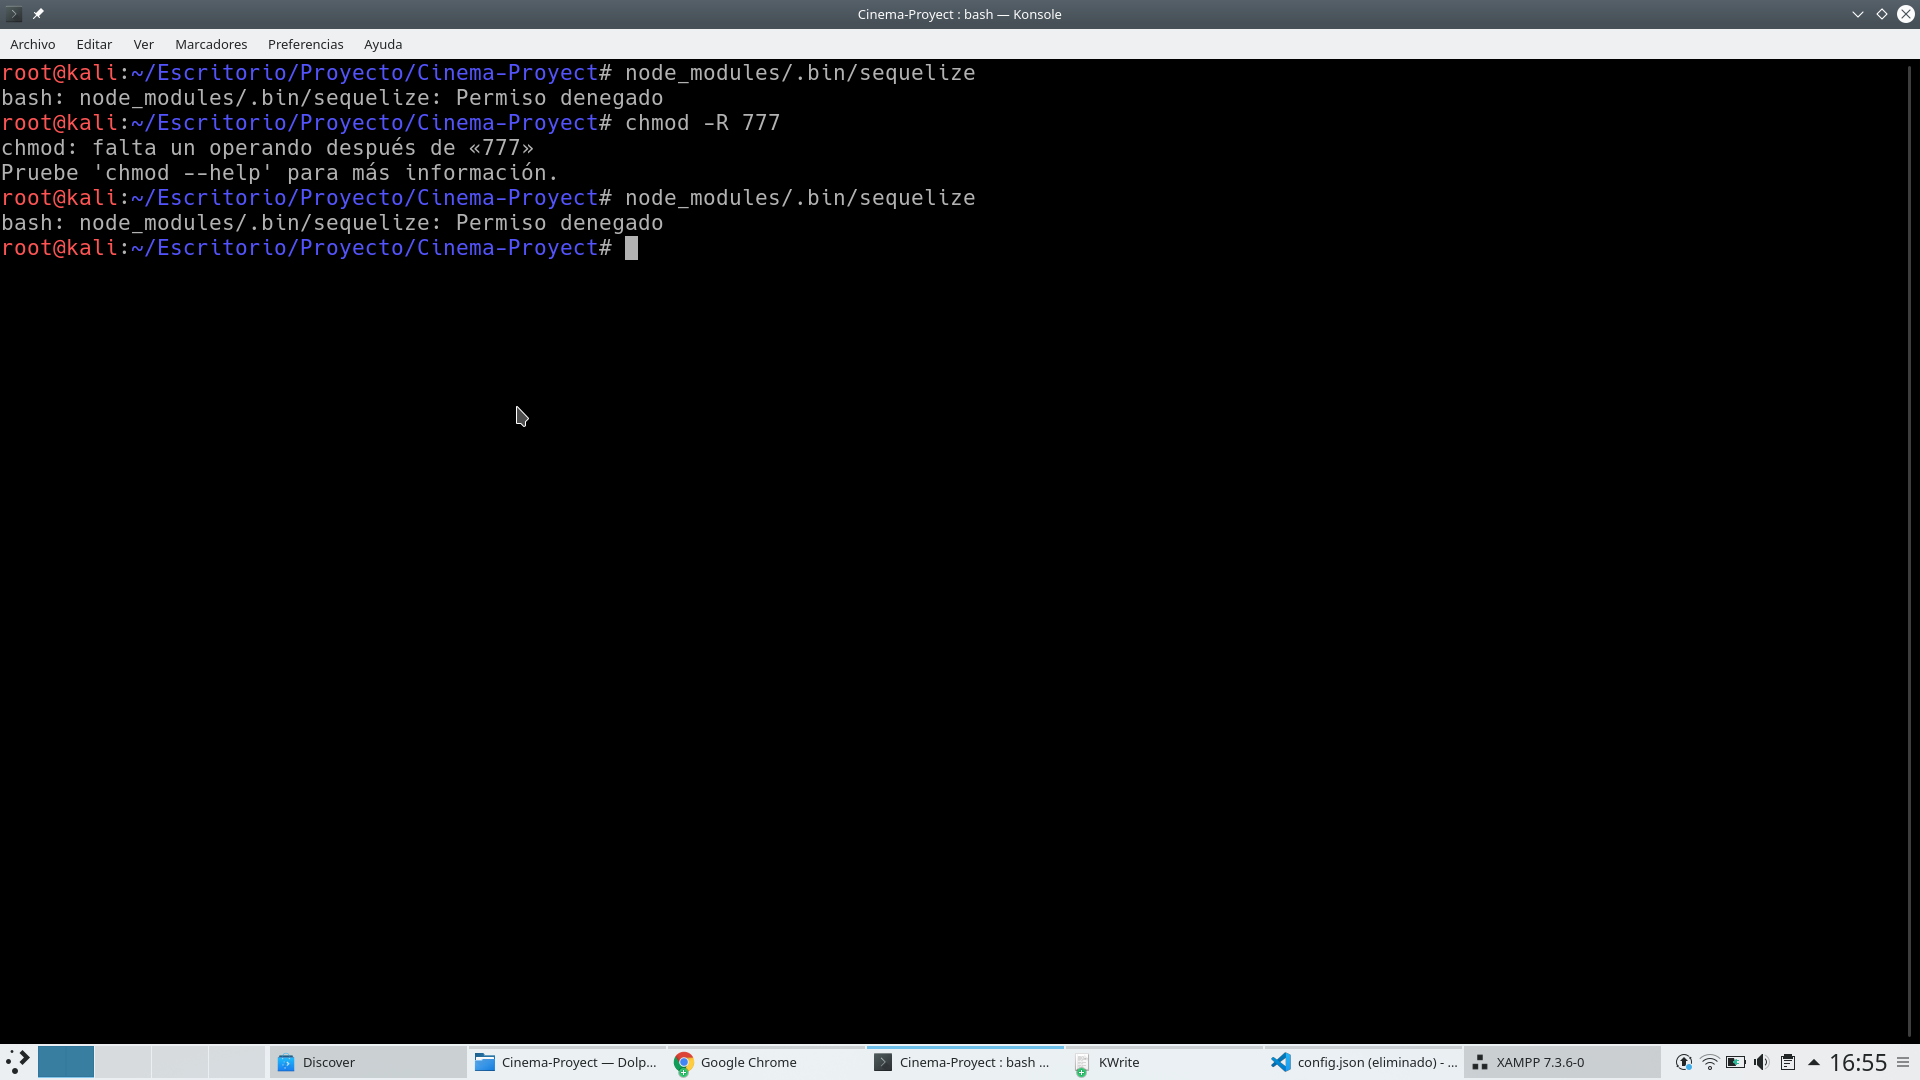 Cinema-Proyect : bash — Konsole
Archivo Editar Ver Marcadores Preferencias Ayuda
root@kali:~/Escritorio/Proyecto/Cinema-Proyect# node_modules/.bin/sequelize
bash: node_modules/.bin/sequelize: Permiso denegado
root@kali:~/Escritorio/Proyecto/Cinema-Proyect# chmod -R 777
chmod: falta un operando después de «777»
Pruebe 'chmod --help' para más información.
root@kali:~/Escritorio/Proyecto/Cinema-Proyect# node_modules/.bin/sequelize
bash: node_modules/.bin/sequelize: Permiso denegado
root@kali:~/Escritorio/Proyecto/Cinema-Proyect#
Discover Cinema-Proyect — Dolp... Google Chrome Cinema-Proyect : bash ... KWrite config.json (eliminado) - ... XAMPP 7.3.6-0 16:55